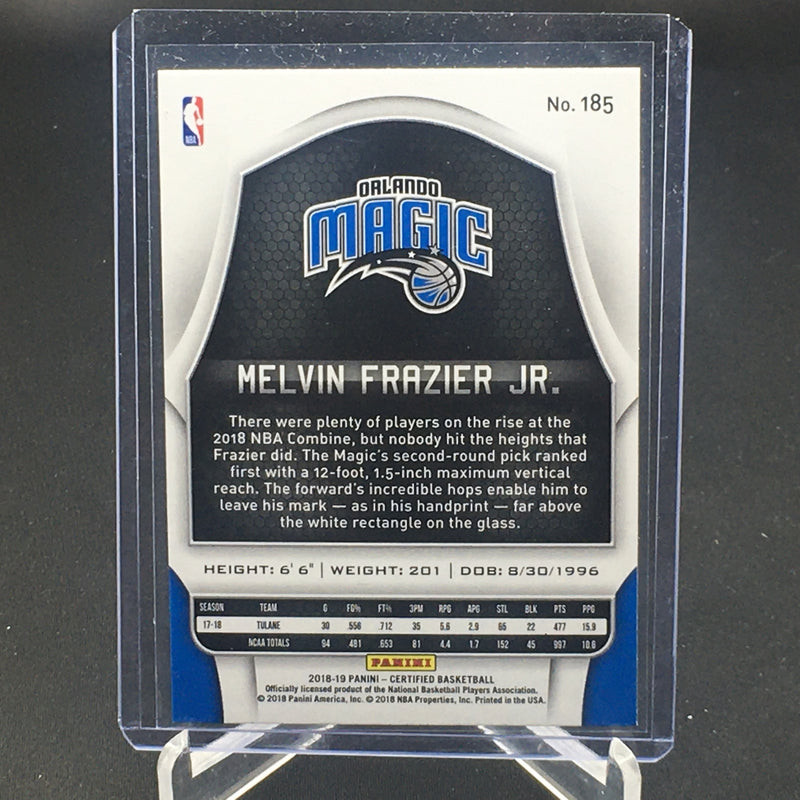 No. 185
NBA
ORLANDO
MAGIC
MELVIN FRAZIER JR.
There were plenty of players on the rise at the
2018 NBA Combine, but nobody hit the heights that
Frazier did. The Magic's second-round pick ranked
first with a 12-foot, 1.5-inch maximum vertical
reach. The forward's incredible hops enable him to
leave his mark — as in his handprint — far above
the white rectangle on the glass.
HEIGHT: 6' 6" | WEIGHT: 201 | DOB: 8/30/1996
SEASON TEAM G FG% FT% 3PM RPG APG STL BLK PTS PPG
17-18 TULANE 30 .556 .712 35 5.6 2.9 65 22 477 15.9
NCAA TOTALS 94 .481 .653 81 4.4 1.7 152 45 997 10.6
PANINI
2018-19 PANINI – CERTIFIED BASKETBALL
Officially licensed product of the National Basketball Players Association.
© 2018 Panini America, Inc. © 2018 NBA Properties, Inc. Printed in the USA.